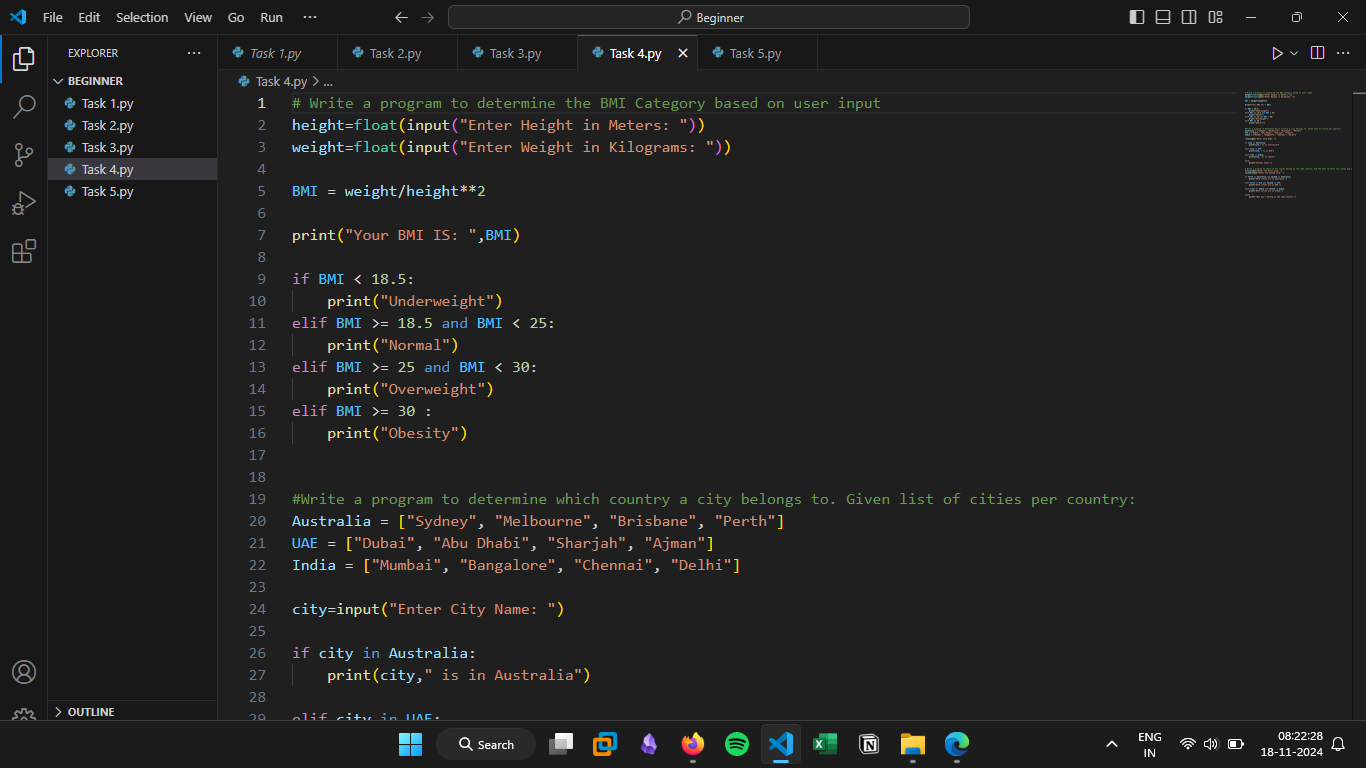 File Edit Selection View Go Run ··· Beginner
EXPLORER ···
Task 1.py Task 2.py Task 3.py Task 4.py Task 5.py
BEGINNER
Task 1.py
Task 2.py
Task 3.py
Task 4.py
Task 5.py
OUTLINE
Task 4.py > ...
1 # Write a program to determine the BMI Category based on user input
2 height=float(input("Enter Height in Meters: "))
3 weight=float(input("Enter Weight in Kilograms: "))
4
5 BMI = weight/height**2
6
7 print("Your BMI IS: ",BMI)
8
9 if BMI < 18.5:
10     print("Underweight")
11 elif BMI >= 18.5 and BMI < 25:
12     print("Normal")
13 elif BMI >= 25 and BMI < 30:
14     print("Overweight")
15 elif BMI >= 30 :
16     print("Obesity")
17
18
19 #Write a program to determine which country a city belongs to. Given list of cities per country:
20 Australia = ["Sydney", "Melbourne", "Brisbane", "Perth"]
21 UAE = ["Dubai", "Abu Dhabi", "Sharjah", "Ajman"]
22 India = ["Mumbai", "Bangalore", "Chennai", "Delhi"]
23
24 city=input("Enter City Name: ")
25
26 if city in Australia:
27     print(city," is in Australia")
28
29 elif city in UAE:
Search
ENG
IN
08:22:28
18-11-2024